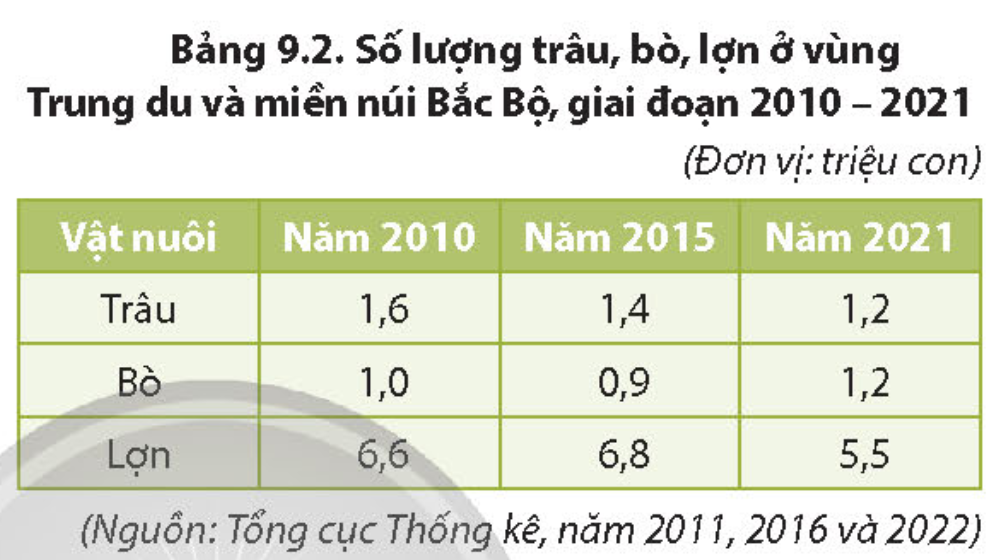 Bảng 9.2. Số lượng trâu, bò, lợn ở vùng
Trung du và miền núi Bắc Bộ, giai đoạn 2010 – 2021
(Đơn vị: triệu con)
Vật nuôi Năm 2010 Năm 2015 Năm 2021
Trâu 1,6 1,4 1,2
Bò 1,0 0,9 1,2
Lợn 6,6 6,8 5,5
(Nguồn: Tổng cục Thống kê, năm 2011, 2016 và 2022)